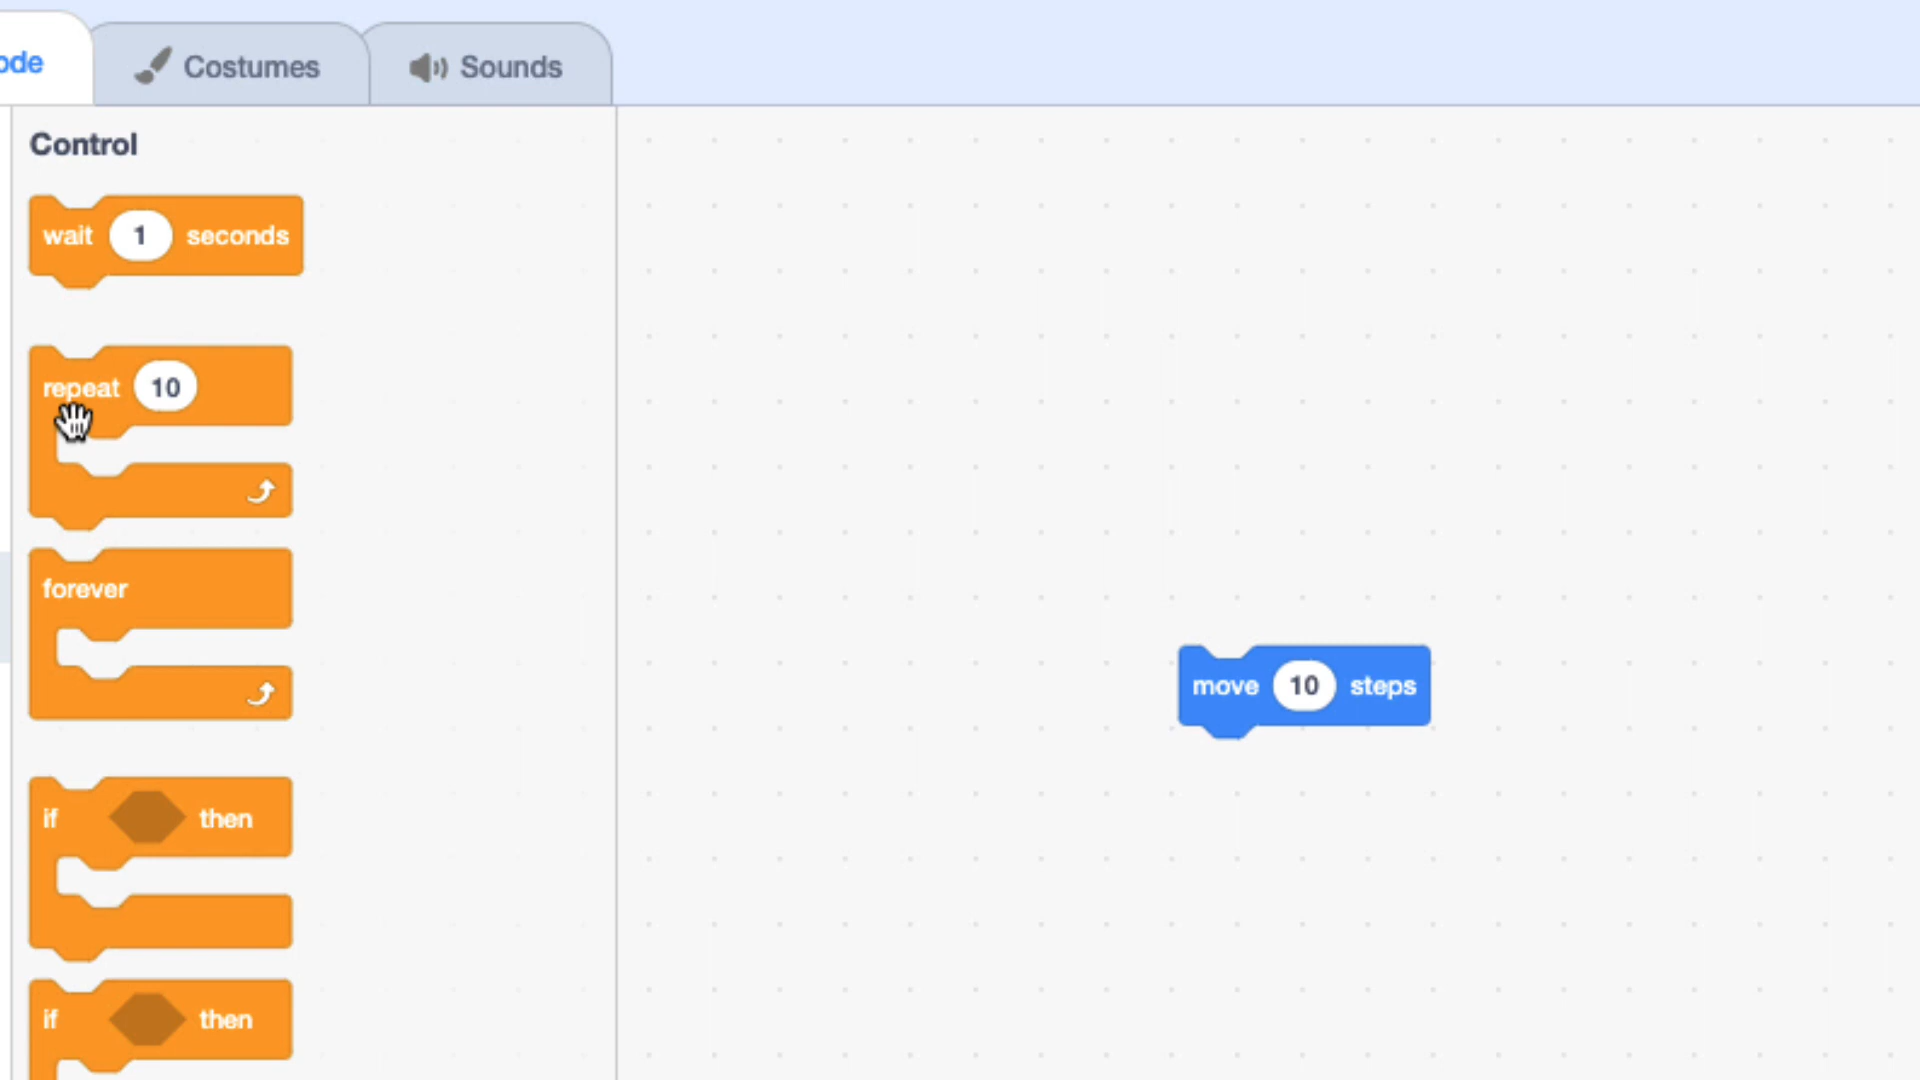 ode Costumes Sounds
Control
wait 1 seconds
repeat 10
forever
move 10 steps
if then
if then